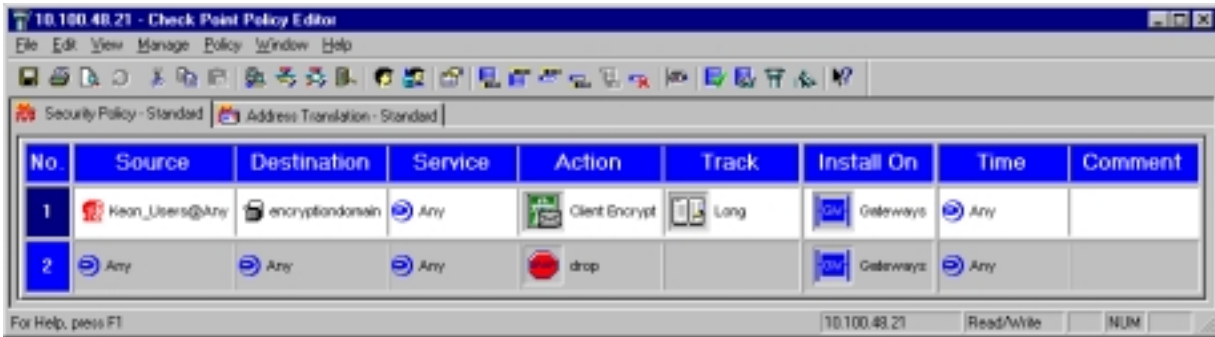 10.100.48.21 - Check Point Policy Editor
File Edit View Manage Policy Window Help
Security Policy - Standard Address Translation - Standard
No. Source Destination Service Action Track Install On Time Comment
1 Keon_Users@Any encryptiondomain Any Client Encrypt Long GW Gateways Any
2 Any Any Any drop GW Gateways Any
For Help, press F1 10.100.48.21 Read/Write NUM